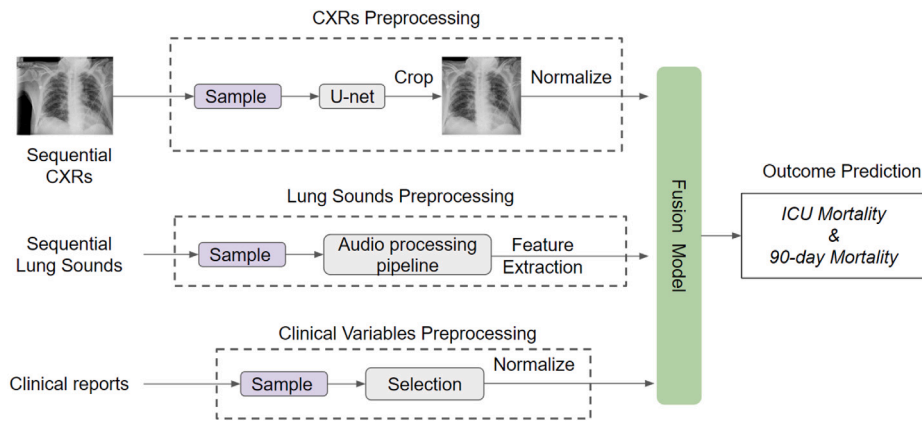 CXRs Preprocessing
Sample
U-net
Crop
Normalize
Sequential
CXRs
Lung Sounds Preprocessing
Sequential
Lung Sounds
Sample
Audio processing
pipeline
Feature
Extraction
Clinical Variables Preprocessing
Clinical reports
Sample
Selection
Normalize
Fusion Model
Outcome Prediction
ICU Mortality
&
90-day Mortality